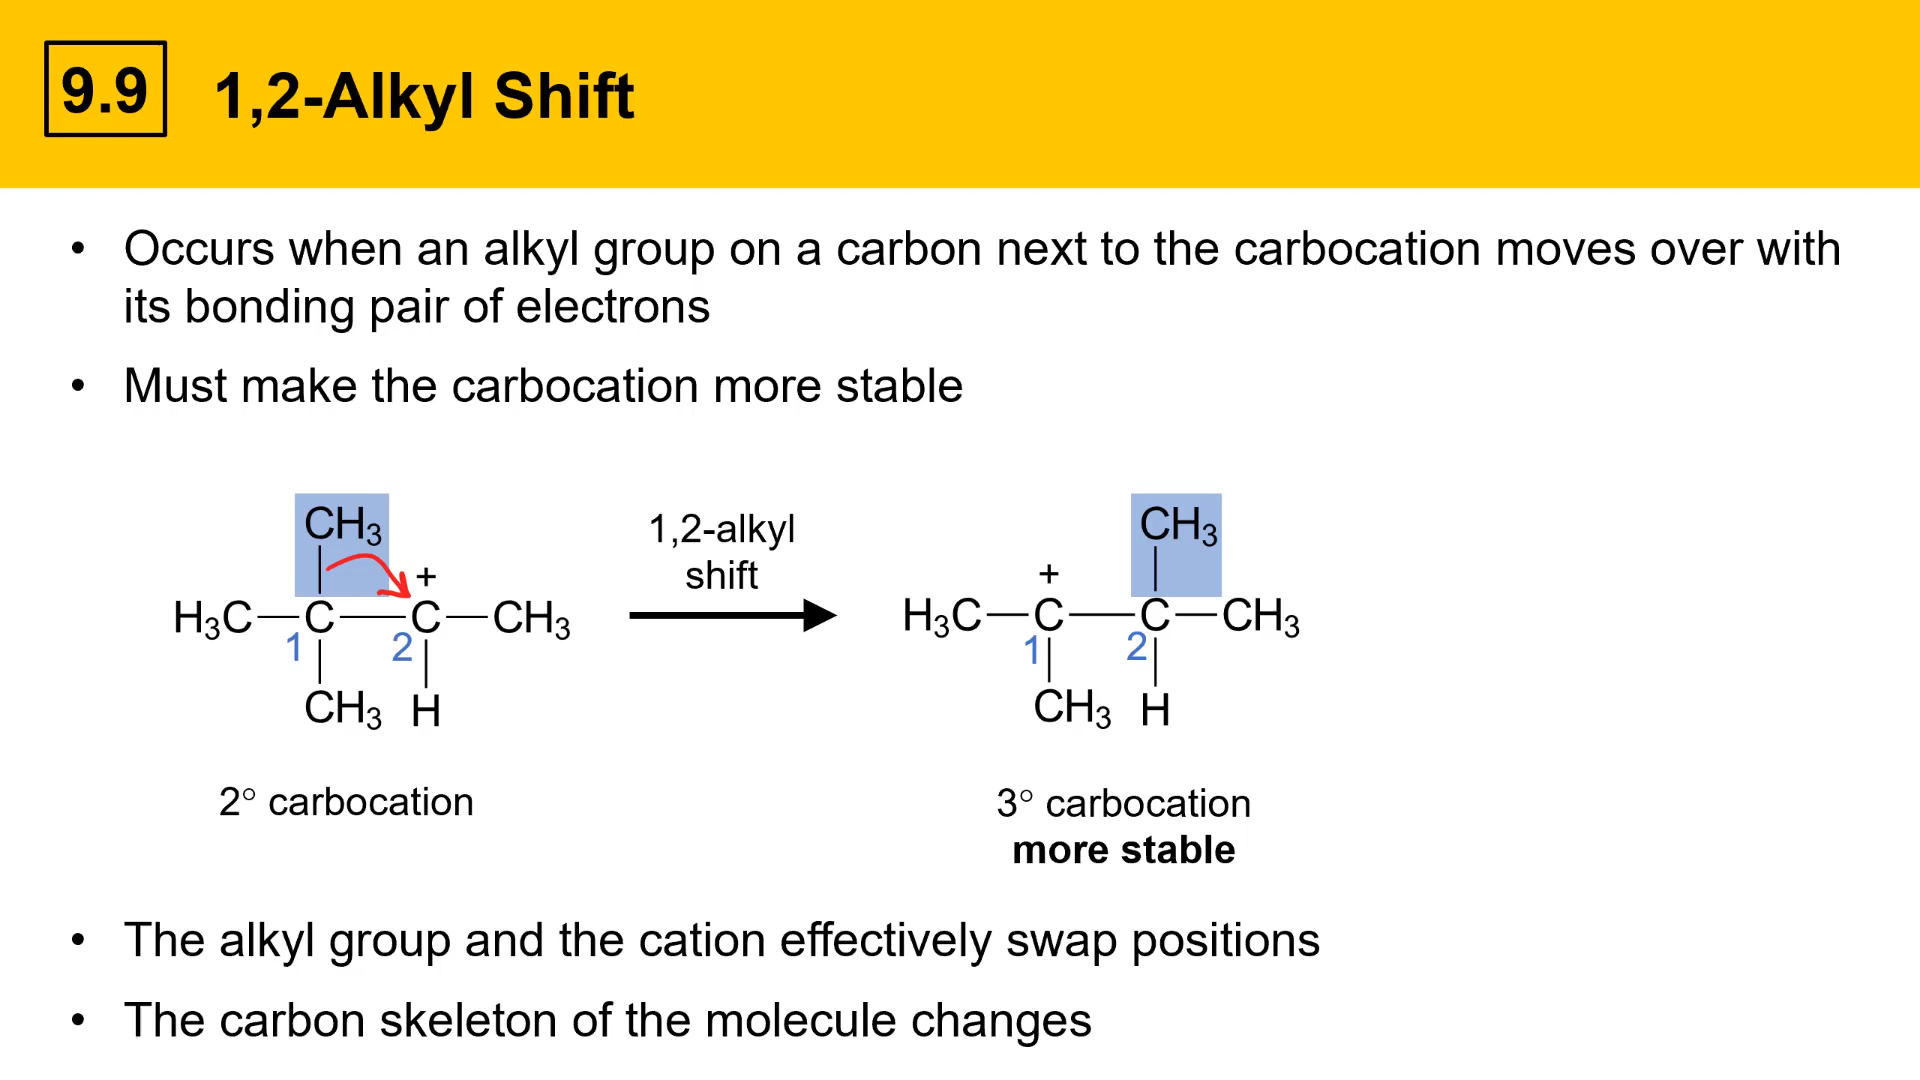 9.9 1,2-Alkyl Shift
• Occurs when an alkyl group on a carbon next to the carbocation moves over with
its bonding pair of electrons
• Must make the carbocation more stable
CH₃
+
H₃C—C—C—CH₃
1 2
CH₃ H
2° carbocation
1,2-alkyl
shift
CH₃
+
H₃C—C—C—CH₃
1 2
CH₃ H
3° carbocation
more stable
• The alkyl group and the cation effectively swap positions
• The carbon skeleton of the molecule changes